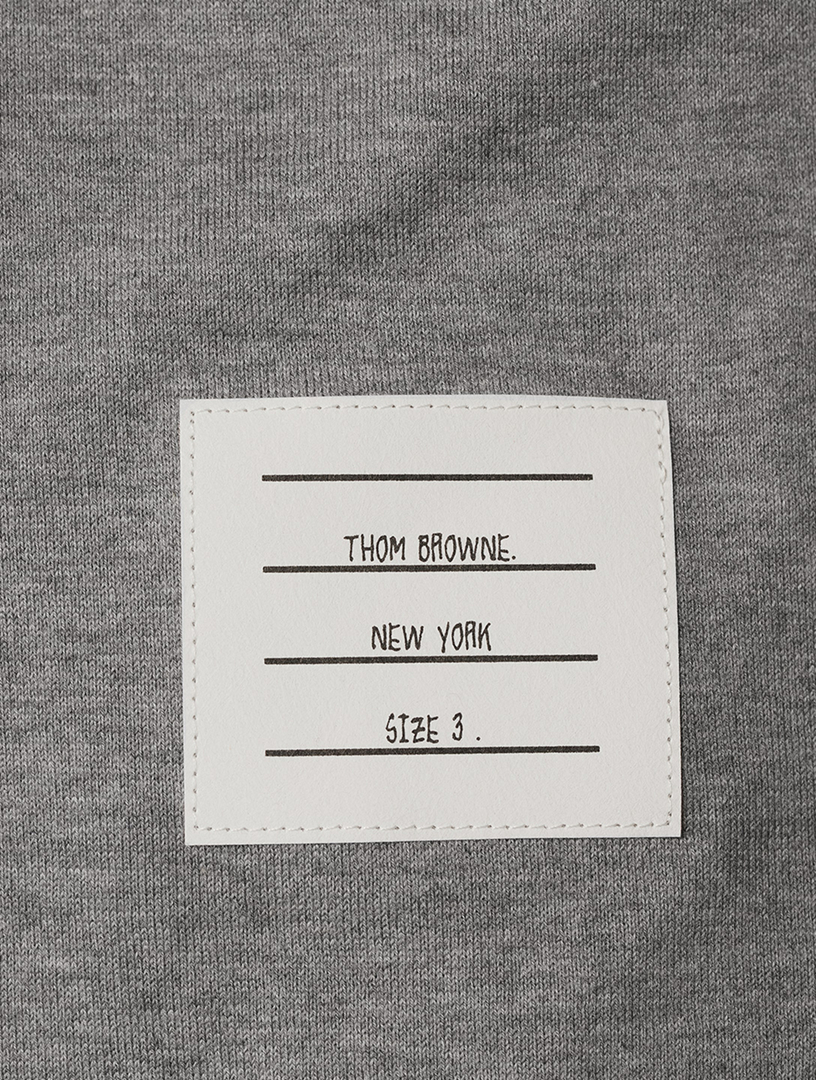 THOM BROWNE.
NEW YORK
SIZE 3 .